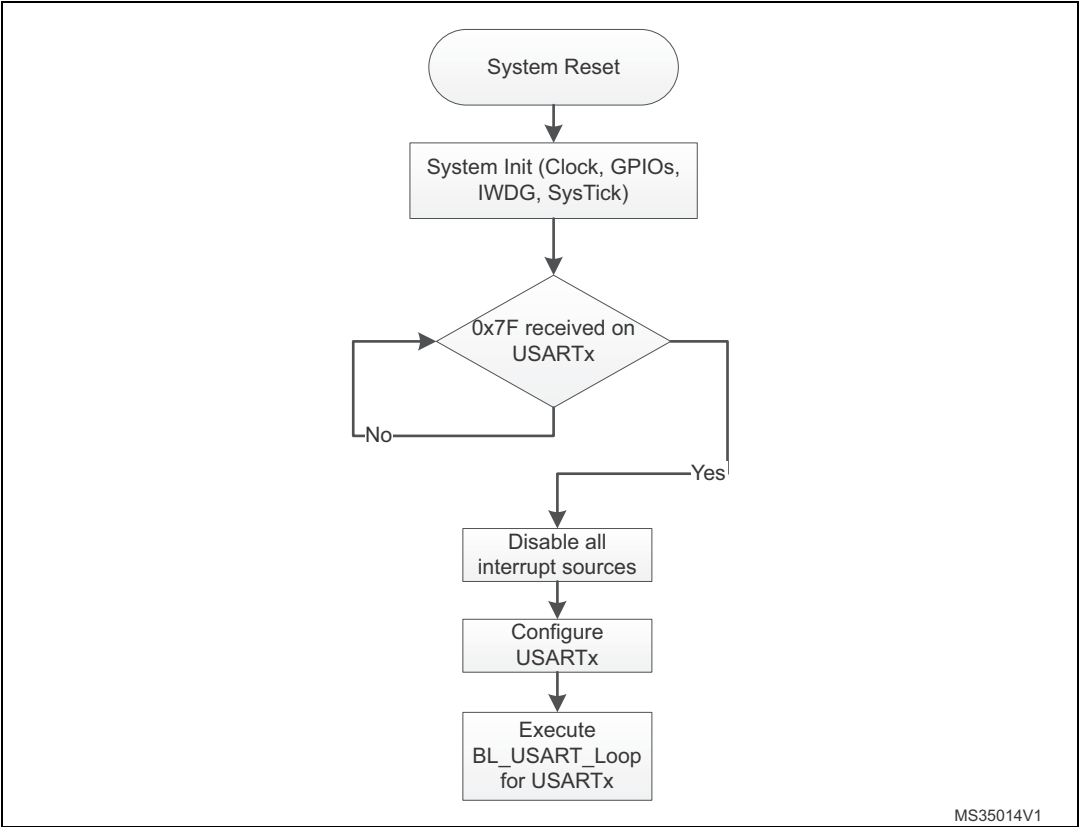 System Reset
System Init (Clock, GPIOs,
IWDG, SysTick)
0x7F received on
USARTx
No
Yes
Disable all
interrupt sources
Configure
USARTx
Execute
BL_USART_Loop
for USARTx
MS35014V1